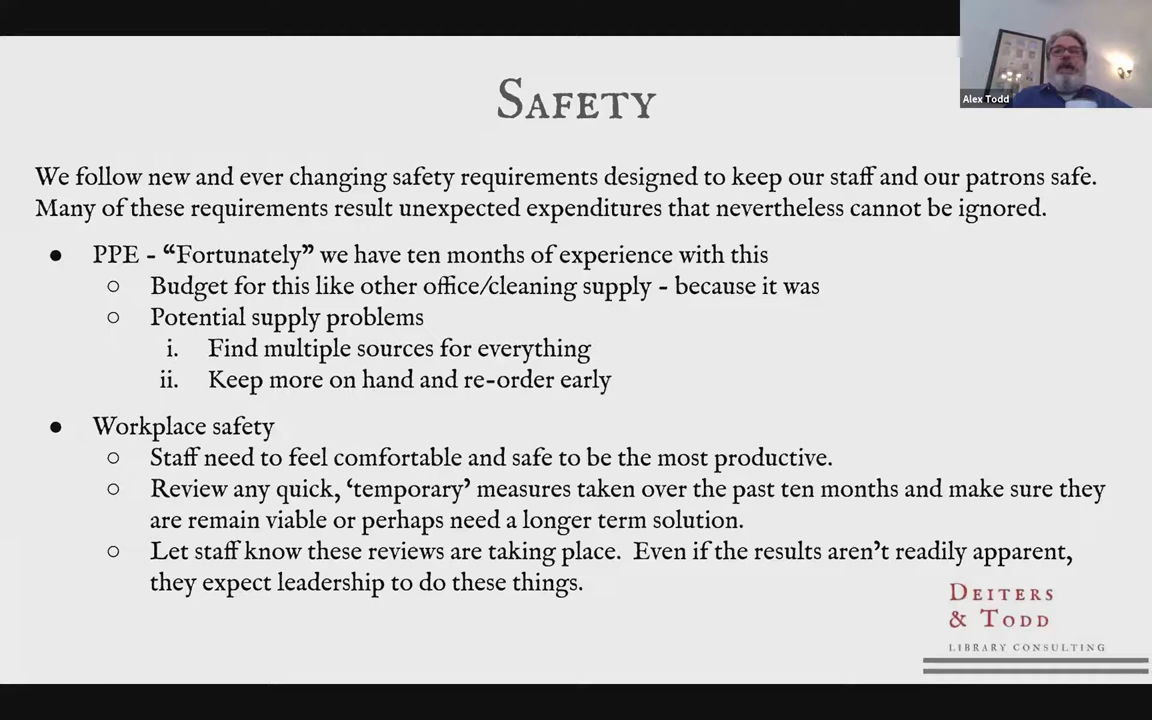 Alex Todd
Safety
We follow new and ever changing safety requirements designed to keep our staff and our patrons safe.
Many of these requirements result unexpected expenditures that nevertheless cannot be ignored.
● PPE - “Fortunately” we have ten months of experience with this
○ Budget for this like other office/cleaning supply - because it was
○ Potential supply problems
i. Find multiple sources for everything
ii. Keep more on hand and re-order early
● Workplace safety
○ Staff need to feel comfortable and safe to be the most productive.
○ Review any quick, ‘temporary’ measures taken over the past ten months and make sure they
are remain viable or perhaps need a longer term solution.
○ Let staff know these reviews are taking place.  Even if the results aren’t readily apparent,
they expect leadership to do these things.
Deiters
& Todd
Library Consulting